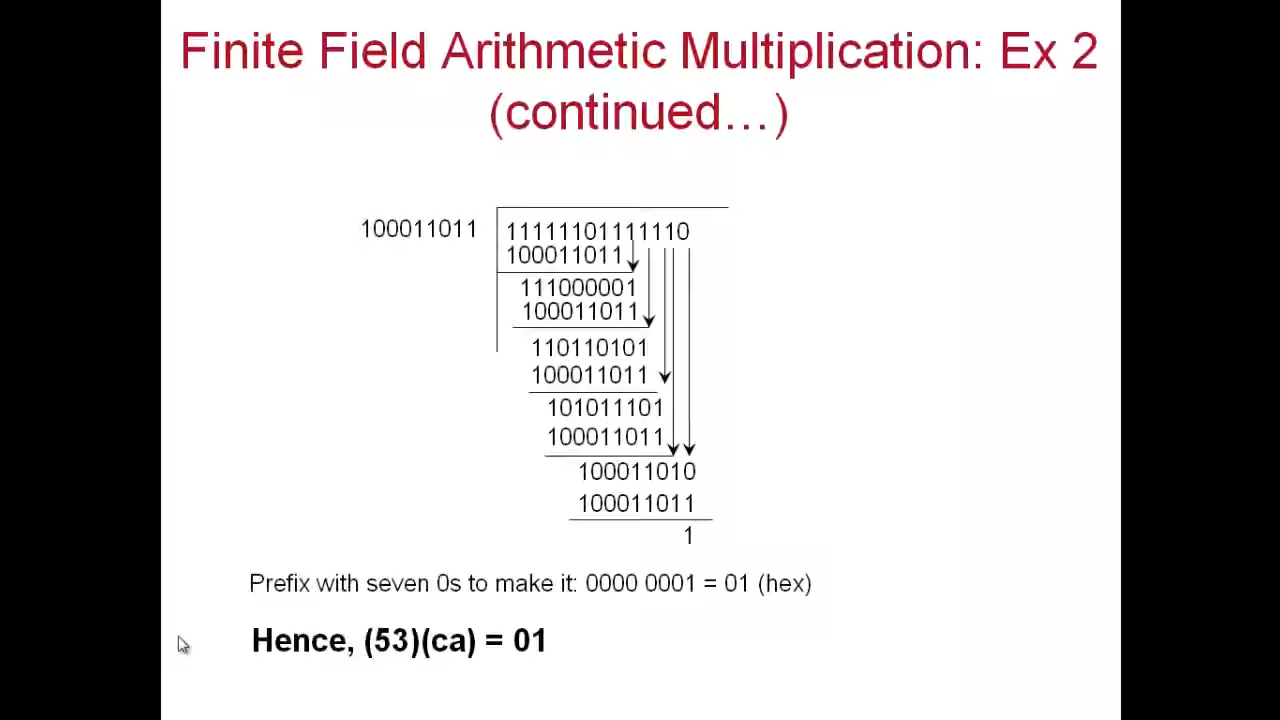 Finite Field Arithmetic Multiplication: Ex 2
(continued…)
100011011 11111101111110
100011011
111000001
100011011
110110101
100011011
101011101
100011011
100011010
100011011
1
Prefix with seven 0s to make it: 0000 0001 = 01 (hex)
Hence, (53)(ca) = 01